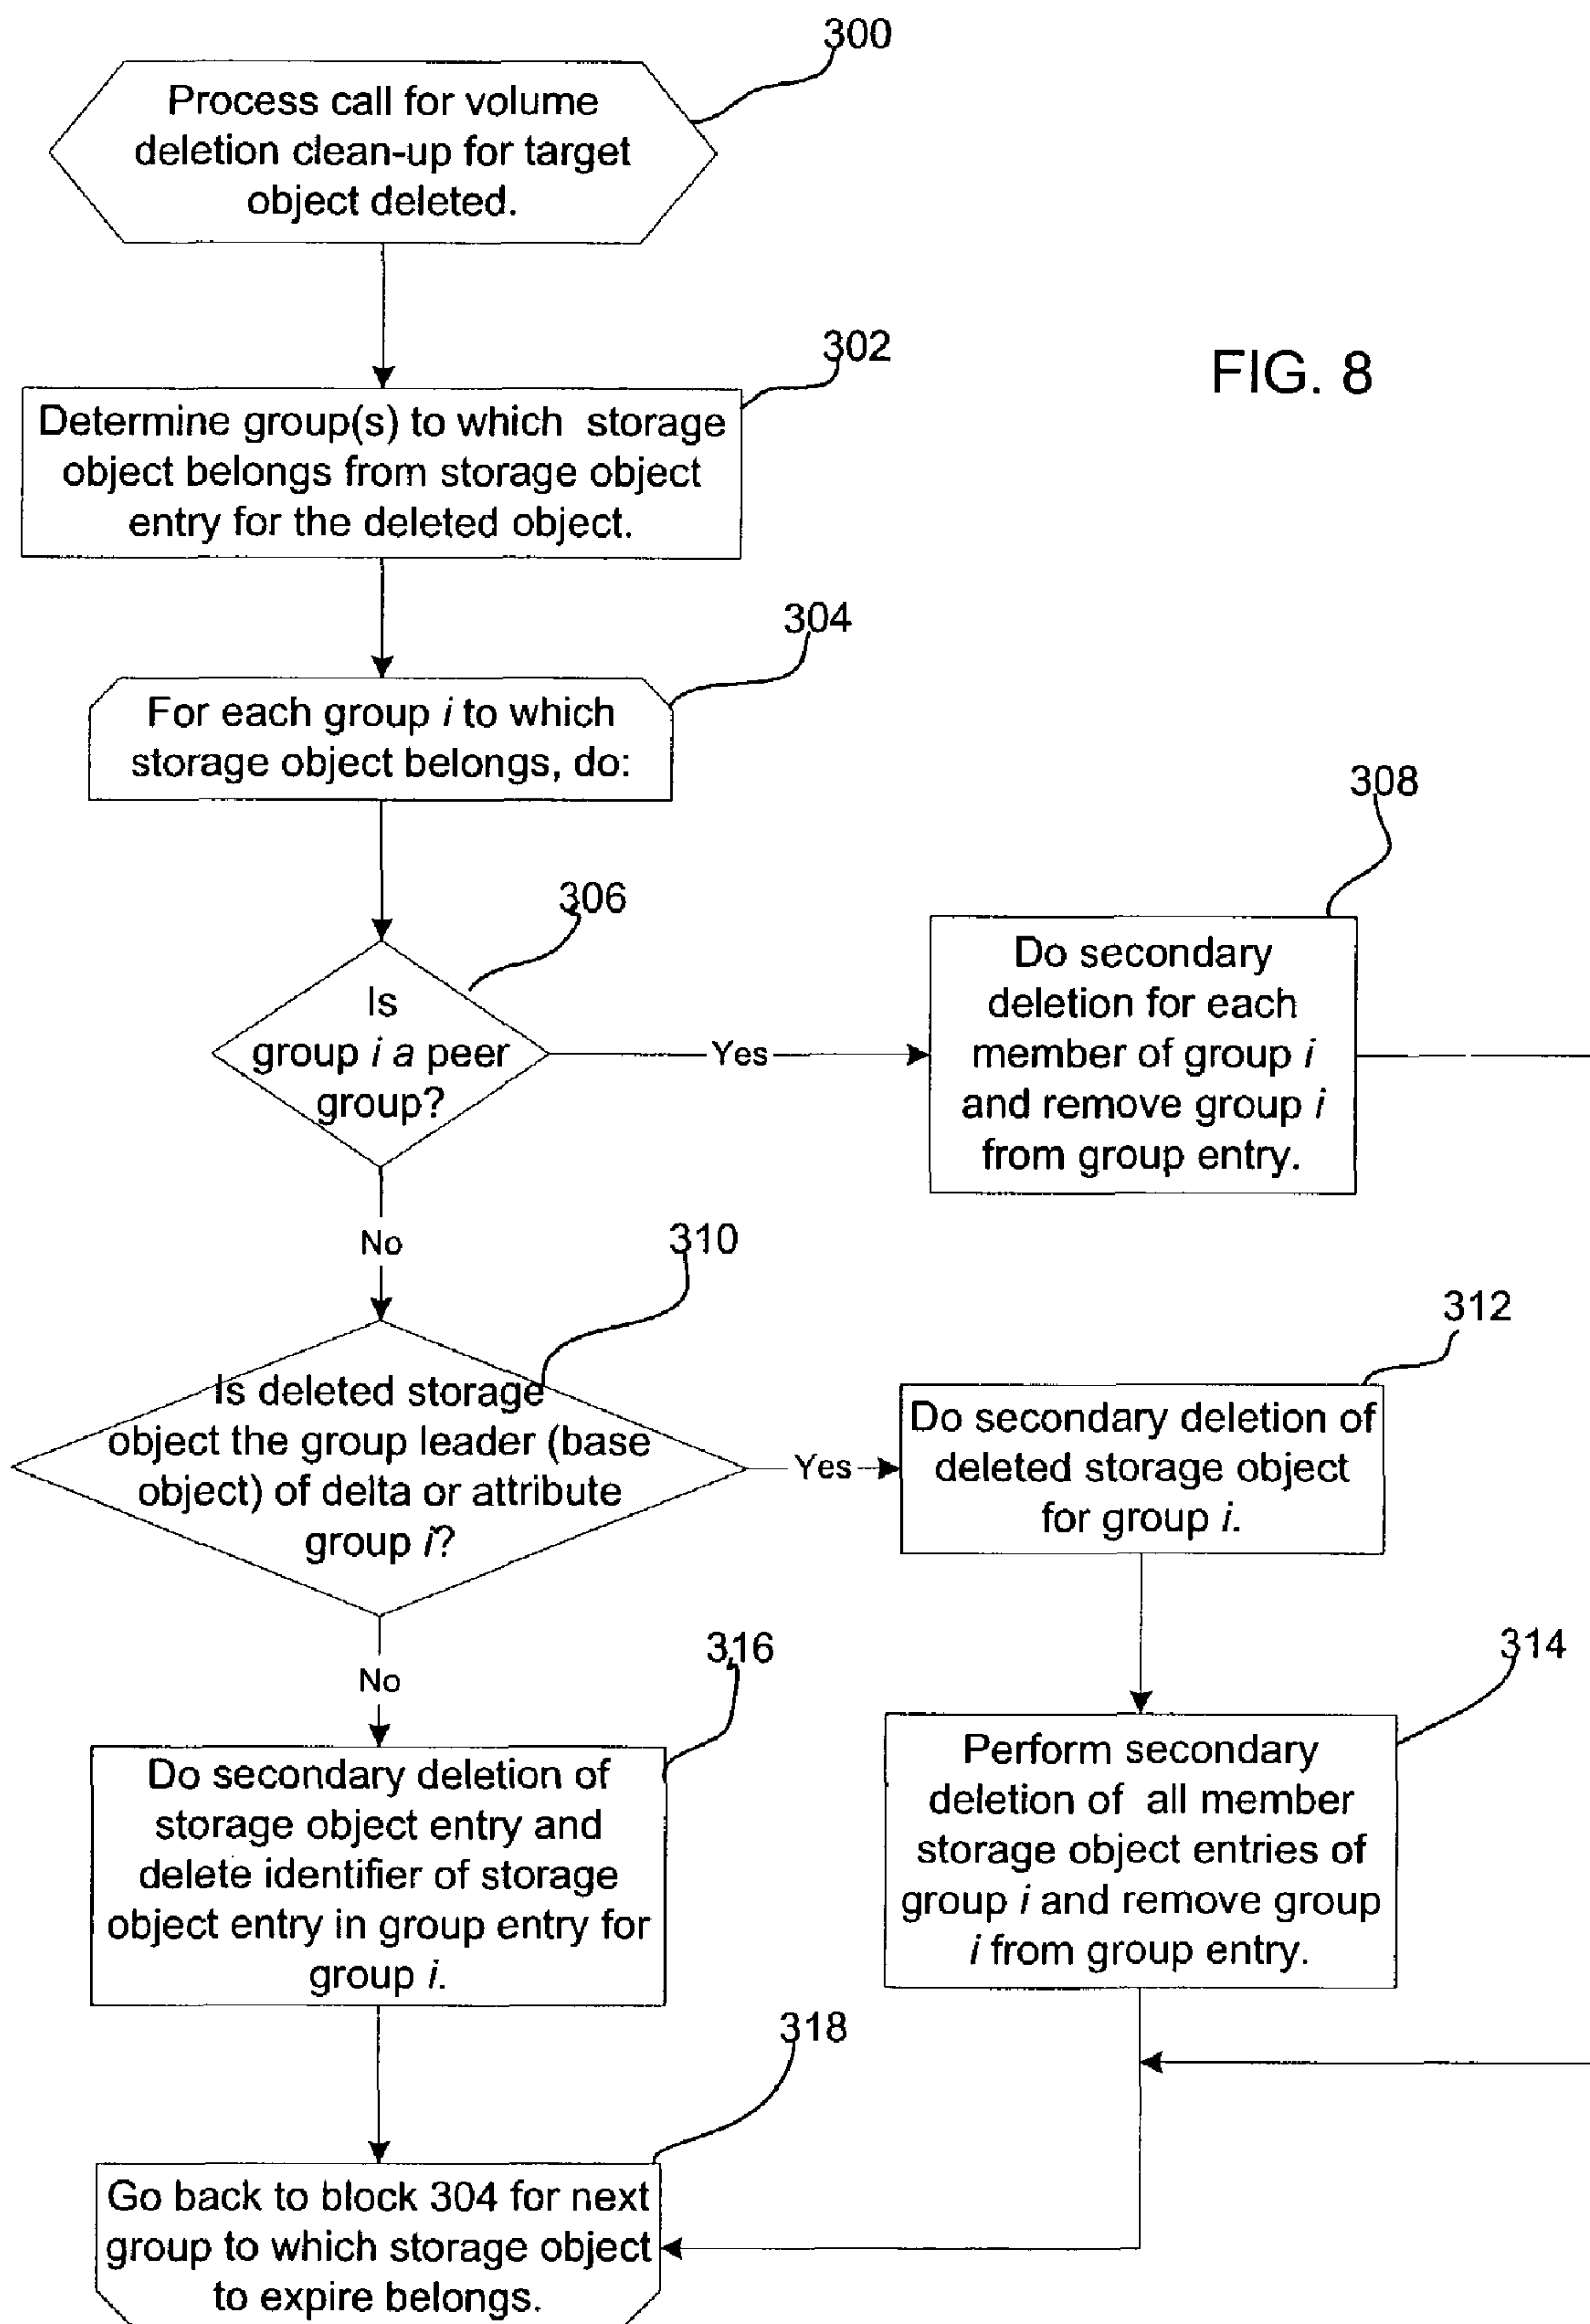 300
Process call for volume
deletion clean-up for target
object deleted.
302
FIG. 8
Determine group(s) to which storage
object belongs from storage object
entry for the deleted object.
304
For each group i to which
storage object belongs, do:
308
306
Is
group i a peer
group?
Yes
Do secondary
deletion for each
member of group i
and remove group i
from group entry.
No
310
312
Is deleted storage
object the group leader (base
object) of delta or attribute
group i?
Yes
Do secondary deletion of
deleted storage object
for group i.
No
316
314
Do secondary deletion of
storage object entry and
delete identifier of storage
object entry in group entry for
group i.
Perform secondary
deletion of all member
storage object entries of
group i and remove group
i from group entry.
318
Go back to block 304 for next
group to which storage object
to expire belongs.